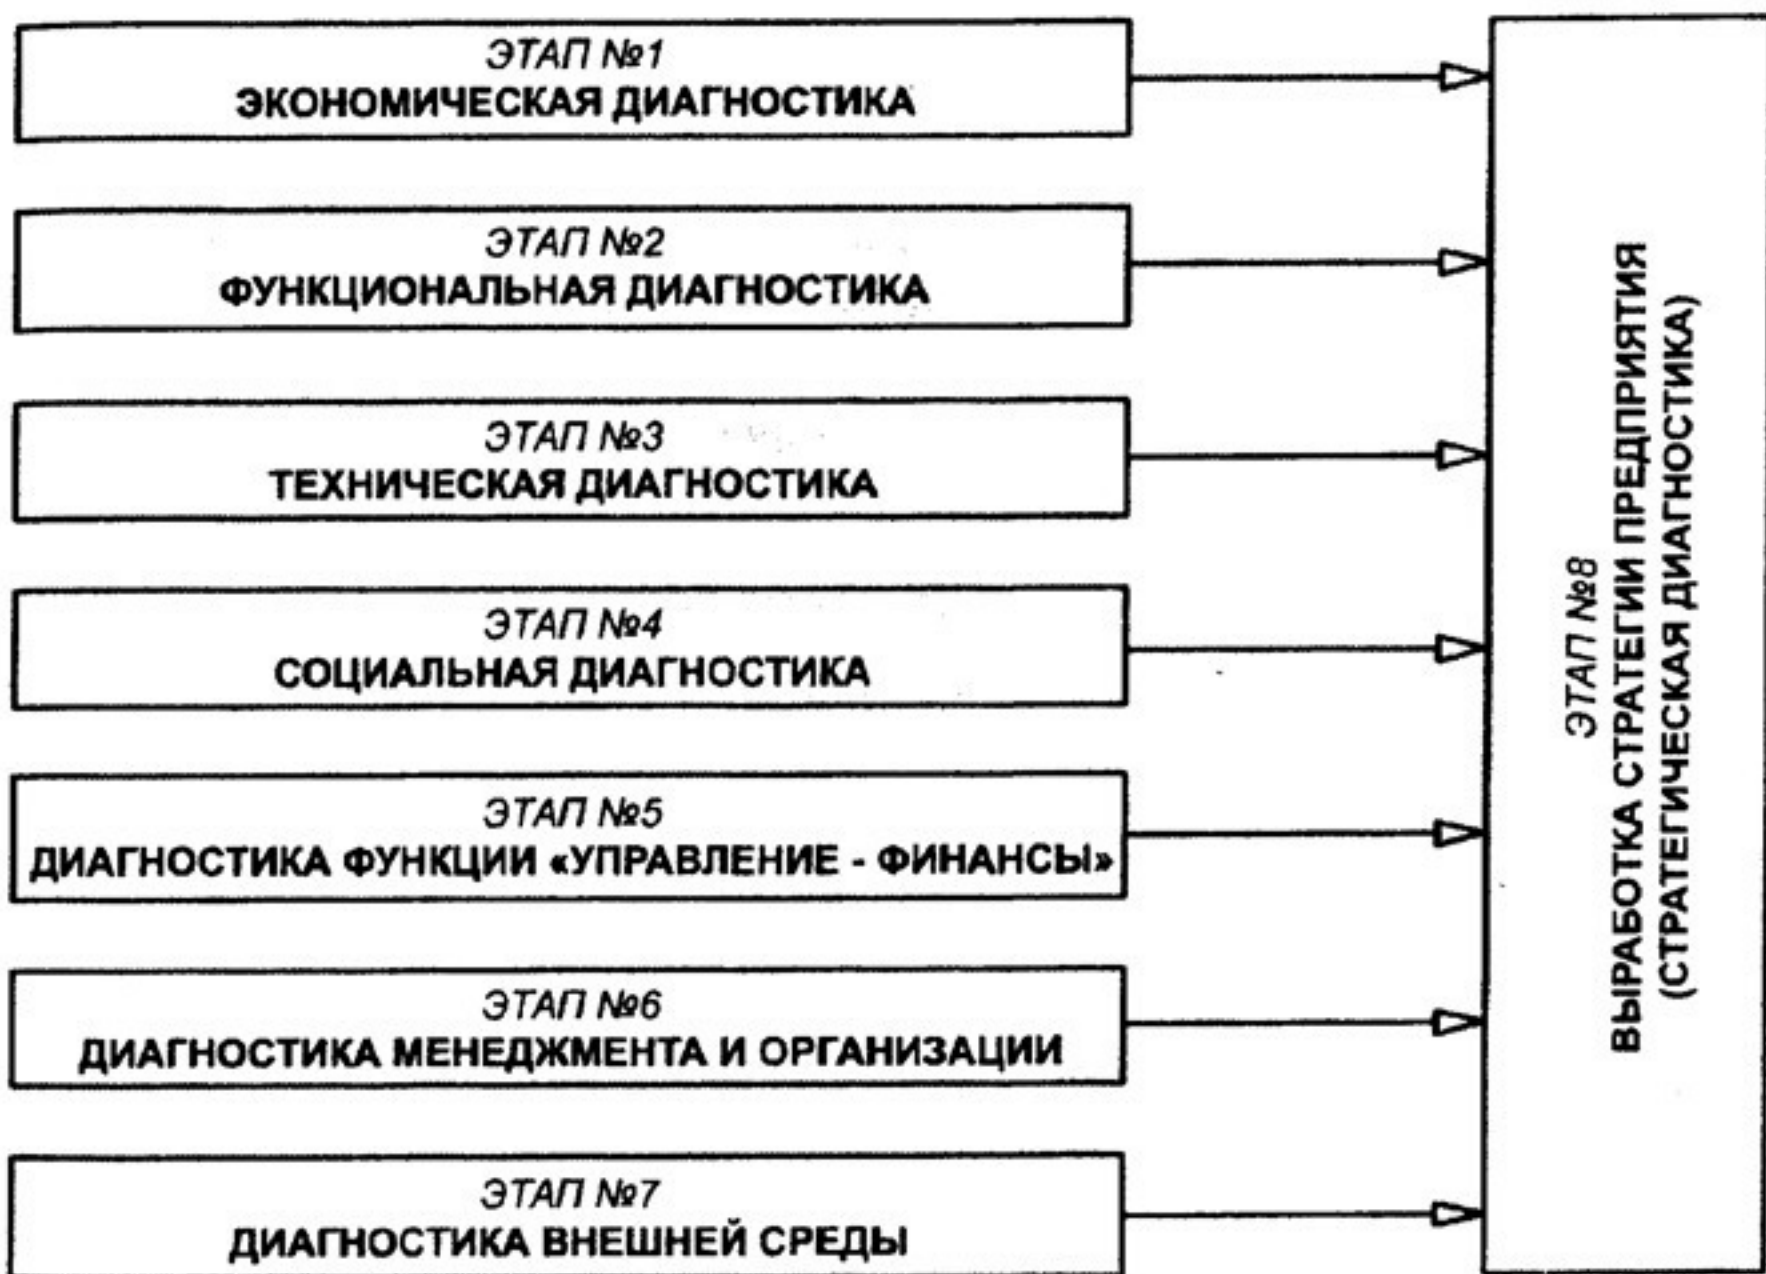 ЭТАП №1
ЭКОНОМИЧЕСКАЯ ДИАГНОСТИКА
ЭТАП №2
ФУНКЦИОНАЛЬНАЯ ДИАГНОСТИКА
ЭТАП №3
ТЕХНИЧЕСКАЯ ДИАГНОСТИКА
ЭТАП №4
СОЦИАЛЬНАЯ ДИАГНОСТИКА
ЭТАП №5
ДИАГНОСТИКА ФУНКЦИИ «УПРАВЛЕНИЕ - ФИНАНСЫ»
ЭТАП №6
ДИАГНОСТИКА МЕНЕДЖМЕНТА И ОРГАНИЗАЦИИ
ЭТАП №7
ДИАГНОСТИКА ВНЕШНЕЙ СРЕДЫ
ЭТАП №8
ВЫРАБОТКА СТРАТЕГИИ ПРЕДПРИЯТИЯ
(СТРАТЕГИЧЕСКАЯ ДИАГНОСТИКА)